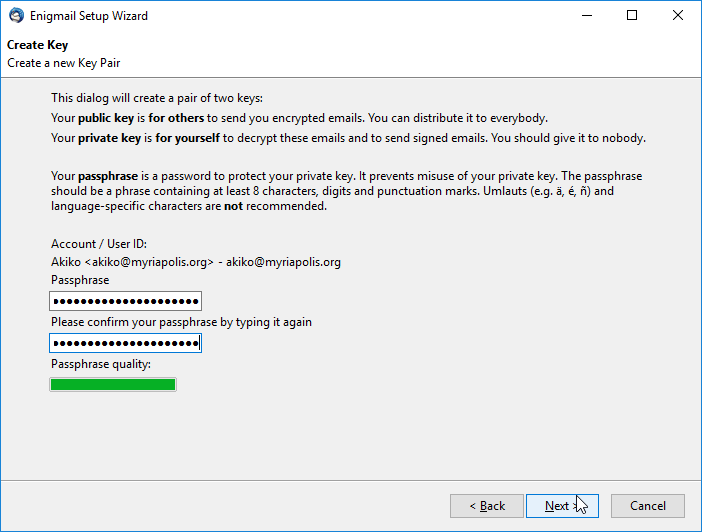 Enigmail Setup Wizard
Create Key
Create a new Key Pair
This dialog will create a pair of two keys:
Your public key is for others to send you encrypted emails. You can distribute it to everybody.
Your private key is for yourself to decrypt these emails and to send signed emails. You should give it to nobody.
Your passphrase is a password to protect your private key. It prevents misuse of your private key. The passphrase
should be a phrase containing at least 8 characters, digits and punctuation marks. Umlauts (e.g. ä, é, ñ) and
language-specific characters are not recommended.
Account / User ID:
Akiko <akiko@myriapolis.org> - akiko@myriapolis.org
Passphrase
●●●●●●●●●●●●●●●●●●●●●●
Please confirm your passphrase by typing it again
●●●●●●●●●●●●●●●●●●●●●●
Passphrase quality:
< Back
Next >
Cancel